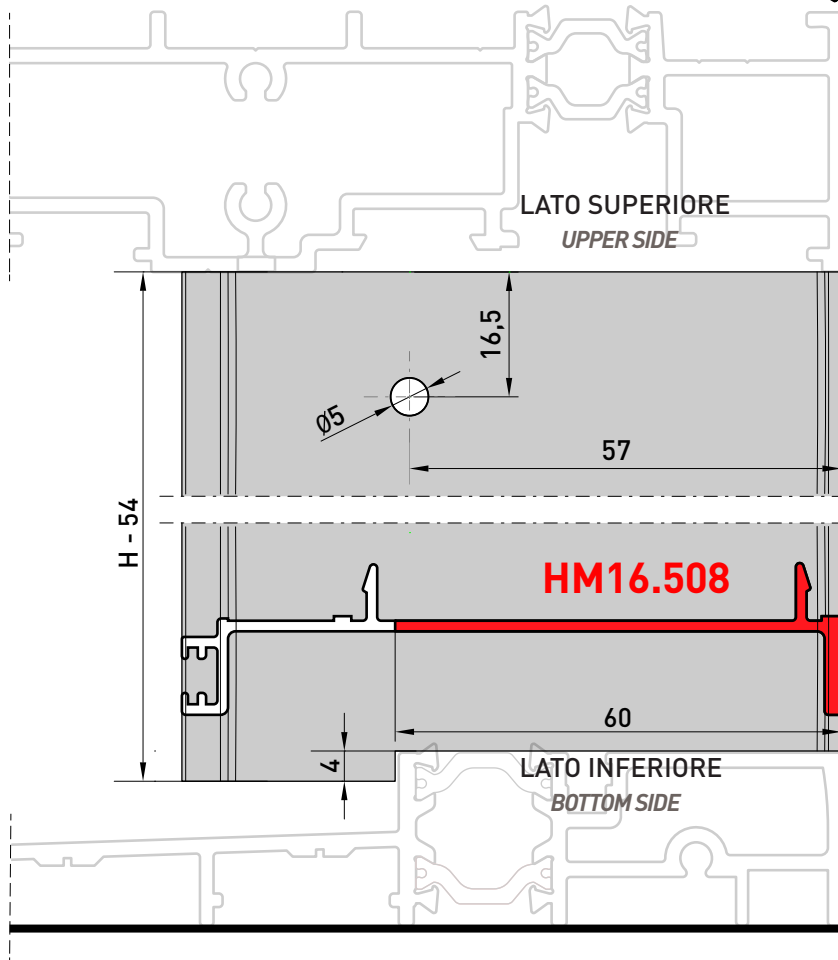 LATO SUPERIORE
UPPER SIDE
16,5
Ø5
57
H - 54
HM16.508
60
4
LATO INFERIORE
BOTTOM SIDE